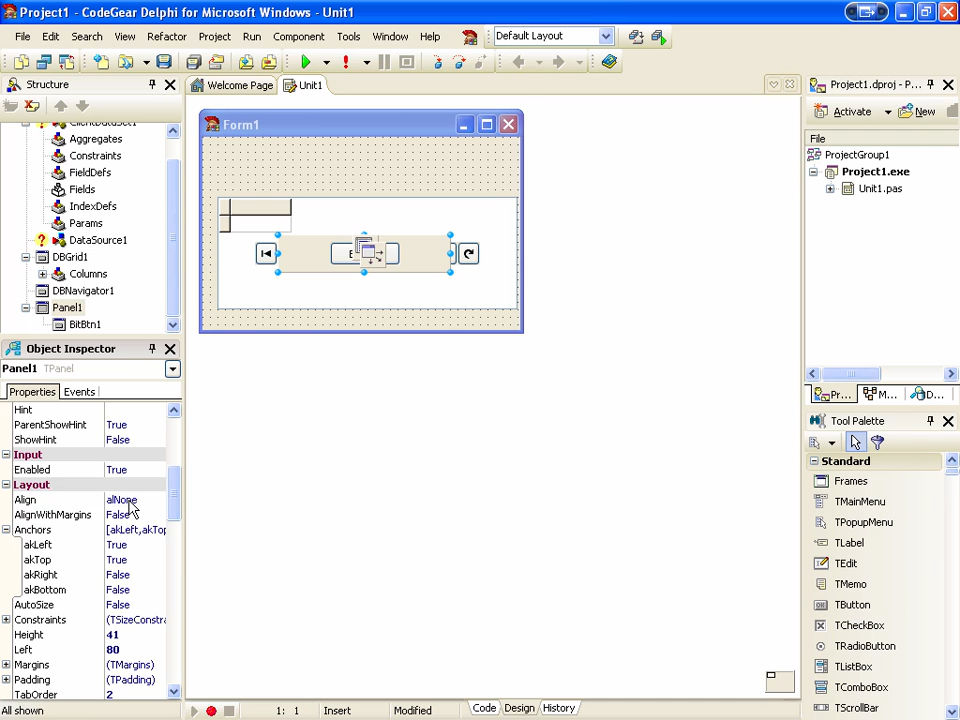 Project1 - CodeGear Delphi for Microsoft Windows - Unit1
File Edit Search View Refactor Project Run Component Tools Window Help Default Layout
Structure
Welcome Page Unit1
Project1.dproj - P...
Activate New
File
ProjectGroup1
Project1.exe
Unit1.pas
Aggregates
Constraints
FieldDefs
Fields
IndexDefs
Params
DataSource1
DBGrid1
Columns
DBNavigator1
Panel1
BitBtn1
Form1
Object Inspector
Panel1 TPanel
Properties Events
Hint
ParentShowHint True
ShowHint False
Input
Enabled True
Layout
Align alNone
AlignWithMargins False
Anchors [akLeft,akTop
akLeft True
akTop True
akRight False
akBottom False
AutoSize False
Constraints (TSizeConstra
Height 41
Left 80
Margins (TMargins)
Padding (TPadding)
TabOrder 2
All shown
1: 1 Insert Modified Code Design History
Pr... M... D...
Tool Palette
Standard
Frames
TMainMenu
TPopupMenu
TLabel
TEdit
TMemo
TButton
TCheckBox
TRadioButton
TListBox
TComboBox
TScrollBar